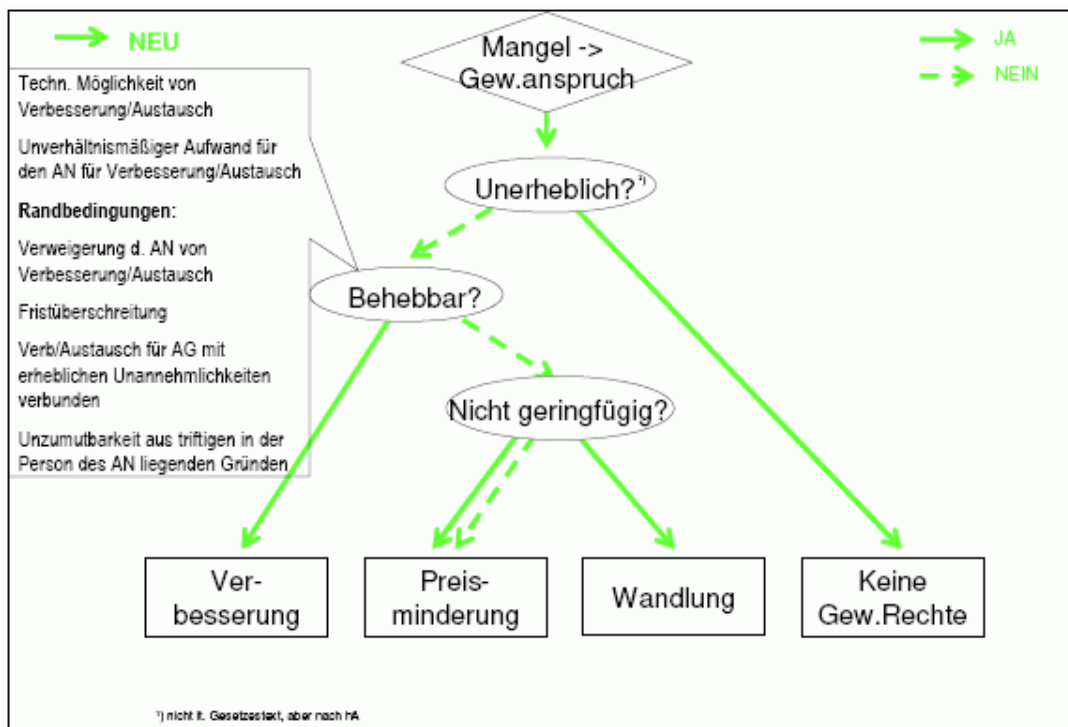 NEU
Mangel ->
Gew.anspruch
JA
NEIN
Techn. Möglichkeit von
Verbesserung/Austausch
Unverhältnismäßiger Aufwand für
den AN für Verbesserung/Austausch
Randbedingungen:
Verweigerung d. AN von
Verbesserung/Austausch
Fristüberschreitung
Verb/Austausch für AG mit
erheblichen Unannehmlichkeiten
verbunden
Unzumutbarkeit aus triftigen in der
Person des AN liegenden Gründen
Unerheblich? ¹)
Behebbar?
Nicht geringfügig?
Ver-
besserung
Preis-
minderung
Wandlung
Keine
Gew.Rechte
¹) nicht lt. Gesetzestext, aber nach hA